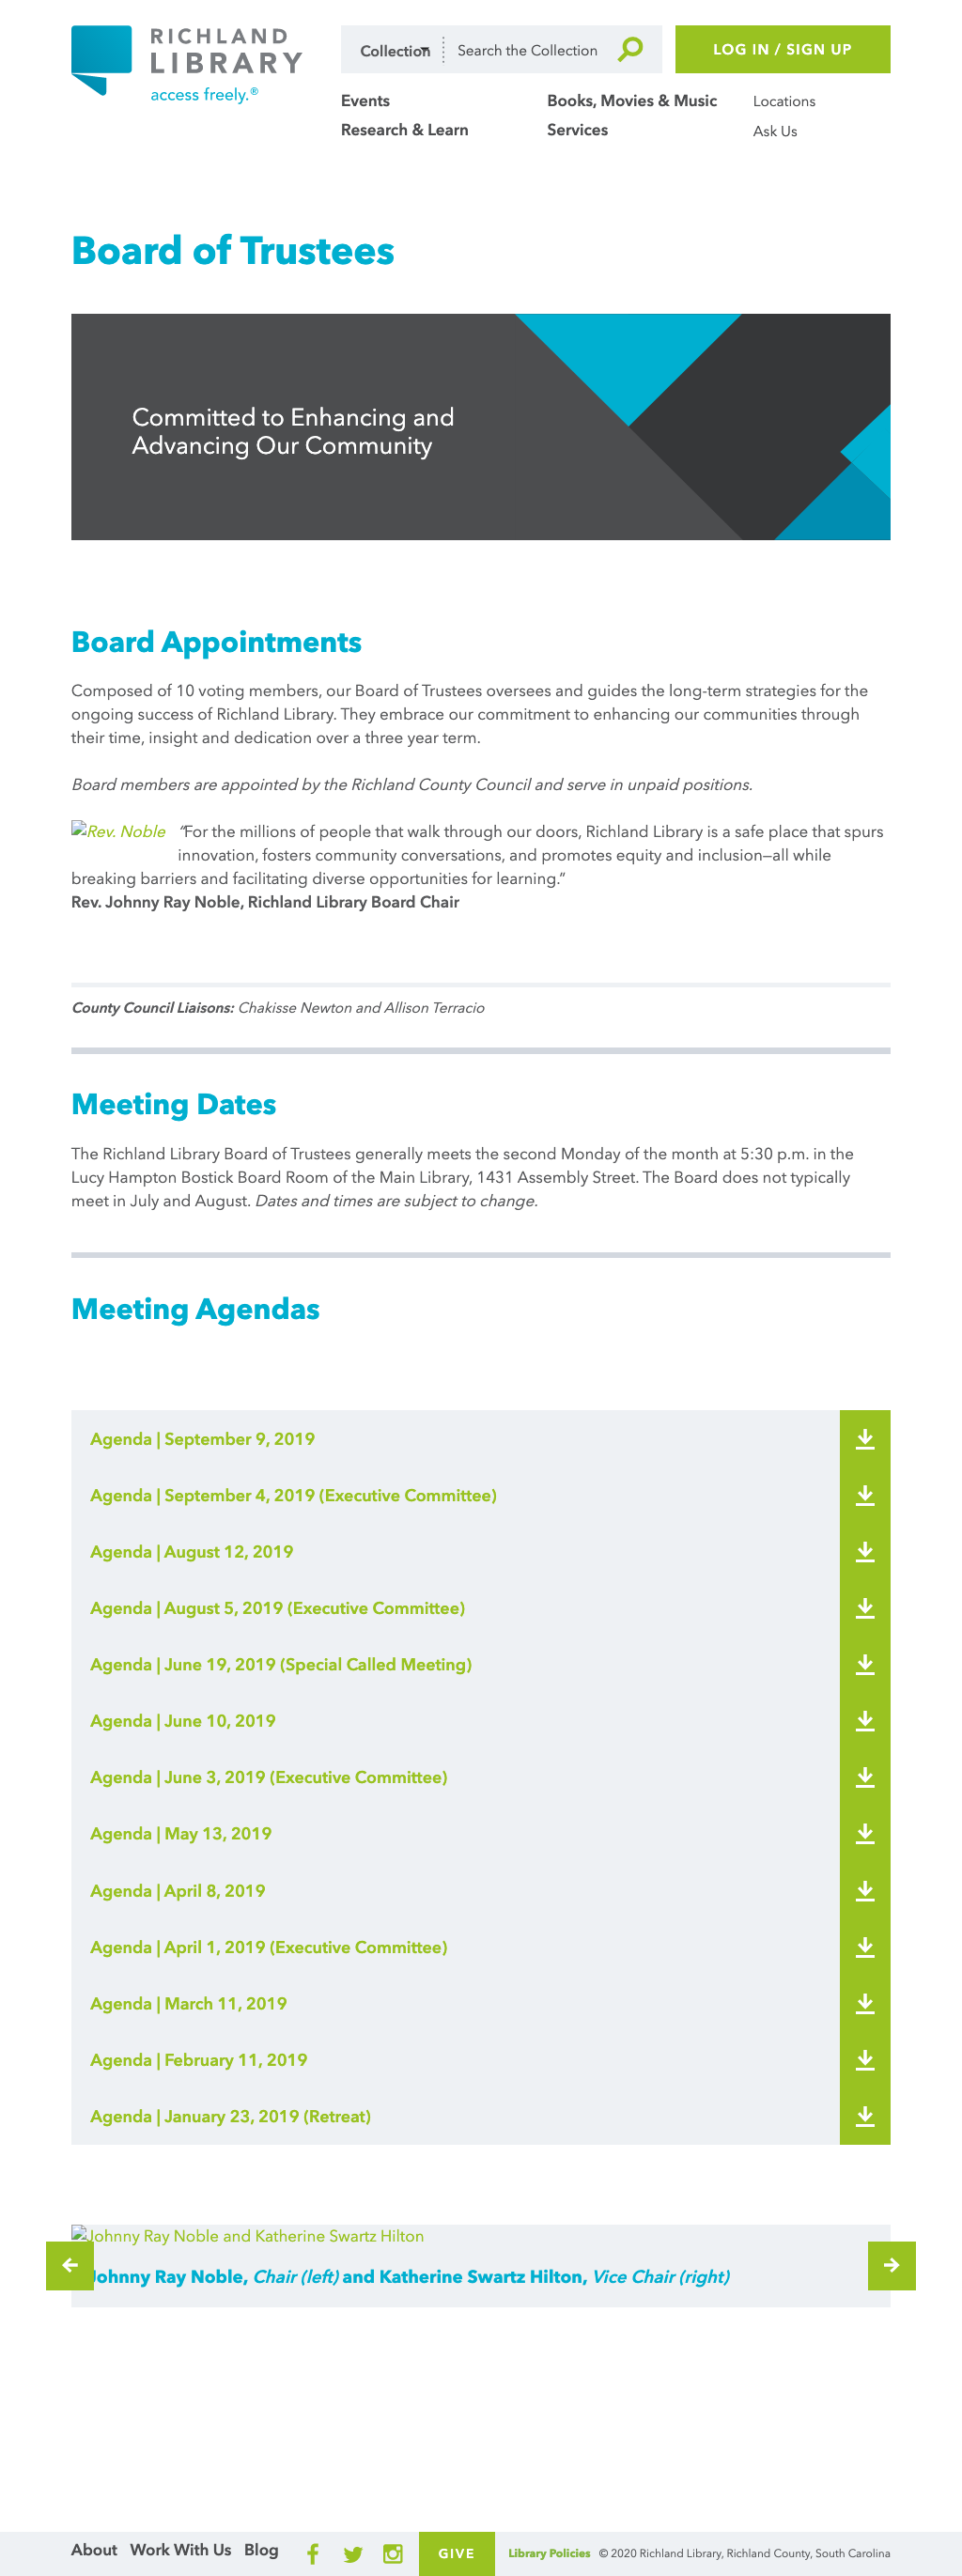 RICHLAND
LIBRARY
access freely.®
Collection
Search the Collection
LOG IN / SIGN UP
Events
Books, Movies & Music
Locations
Research & Learn
Services
Ask Us
Board of Trustees
Committed to Enhancing and
Advancing Our Community
Board Appointments
Composed of 10 voting members, our Board of Trustees oversees and guides the long-term strategies for the
ongoing success of Richland Library. They embrace our commitment to enhancing our communities through
their time, insight and dedication over a three year term.
Board members are appointed by the Richland County Council and serve in unpaid positions.
Rev. Noble
“For the millions of people that walk through our doors, Richland Library is a safe place that spurs
innovation, fosters community conversations, and promotes equity and inclusion—all while
breaking barriers and facilitating diverse opportunities for learning.”
Rev. Johnny Ray Noble, Richland Library Board Chair
County Council Liaisons: Chakisse Newton and Allison Terracio
Meeting Dates
The Richland Library Board of Trustees generally meets the second Monday of the month at 5:30 p.m. in the
Lucy Hampton Bostick Board Room of the Main Library, 1431 Assembly Street. The Board does not typically
meet in July and August. Dates and times are subject to change.
Meeting Agendas
Agenda | September 9, 2019
Agenda | September 4, 2019 (Executive Committee)
Agenda | August 12, 2019
Agenda | August 5, 2019 (Executive Committee)
Agenda | June 19, 2019 (Special Called Meeting)
Agenda | June 10, 2019
Agenda | June 3, 2019 (Executive Committee)
Agenda | May 13, 2019
Agenda | April 8, 2019
Agenda | April 1, 2019 (Executive Committee)
Agenda | March 11, 2019
Agenda | February 11, 2019
Agenda | January 23, 2019 (Retreat)
Johnny Ray Noble and Katherine Swartz Hilton
Johnny Ray Noble, Chair (left) and Katherine Swartz Hilton, Vice Chair (right)
About
Work With Us
Blog
GIVE
Library Policies
© 2020 Richland Library, Richland County, South Carolina